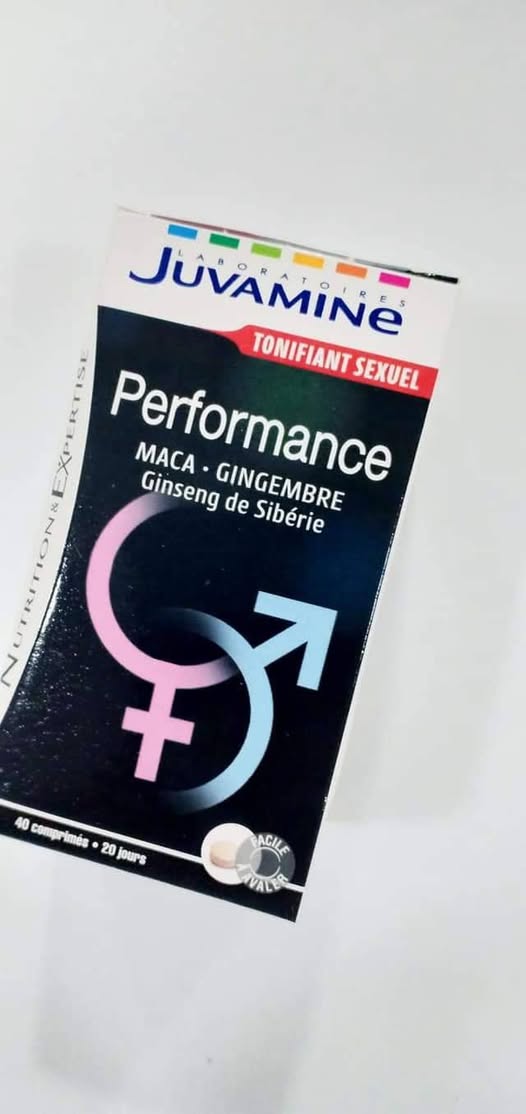 LABORATOIRES
JUVAMINe
TONIFIANT SEXUEL
Performance
MACA • GINGEMBRE
Ginseng de Sibérie
NUTRITION & EXPERTISE
40 comprimés • 20 jours
FACILE
À AVALER